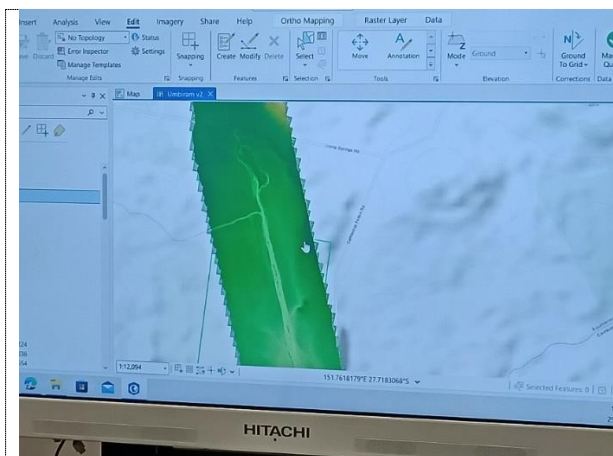 Insert Analysis View Edit Imagery Share Help Ortho Mapping Raster Layer Data
Discard
No Topology
Error Inspector
Manage Templates
Status
Settings
Manage Edits
Snapping
Snapping
Create Modify Delete
Features
Select
Selection
Move
Annotation
Tools
Mode
Ground
Elevation
Ground
To Grid
Corrections
Map
Umbiram v2
1:12,094
151.7618179°E 27.7183068°S
Selected Features: 0
HITACHI